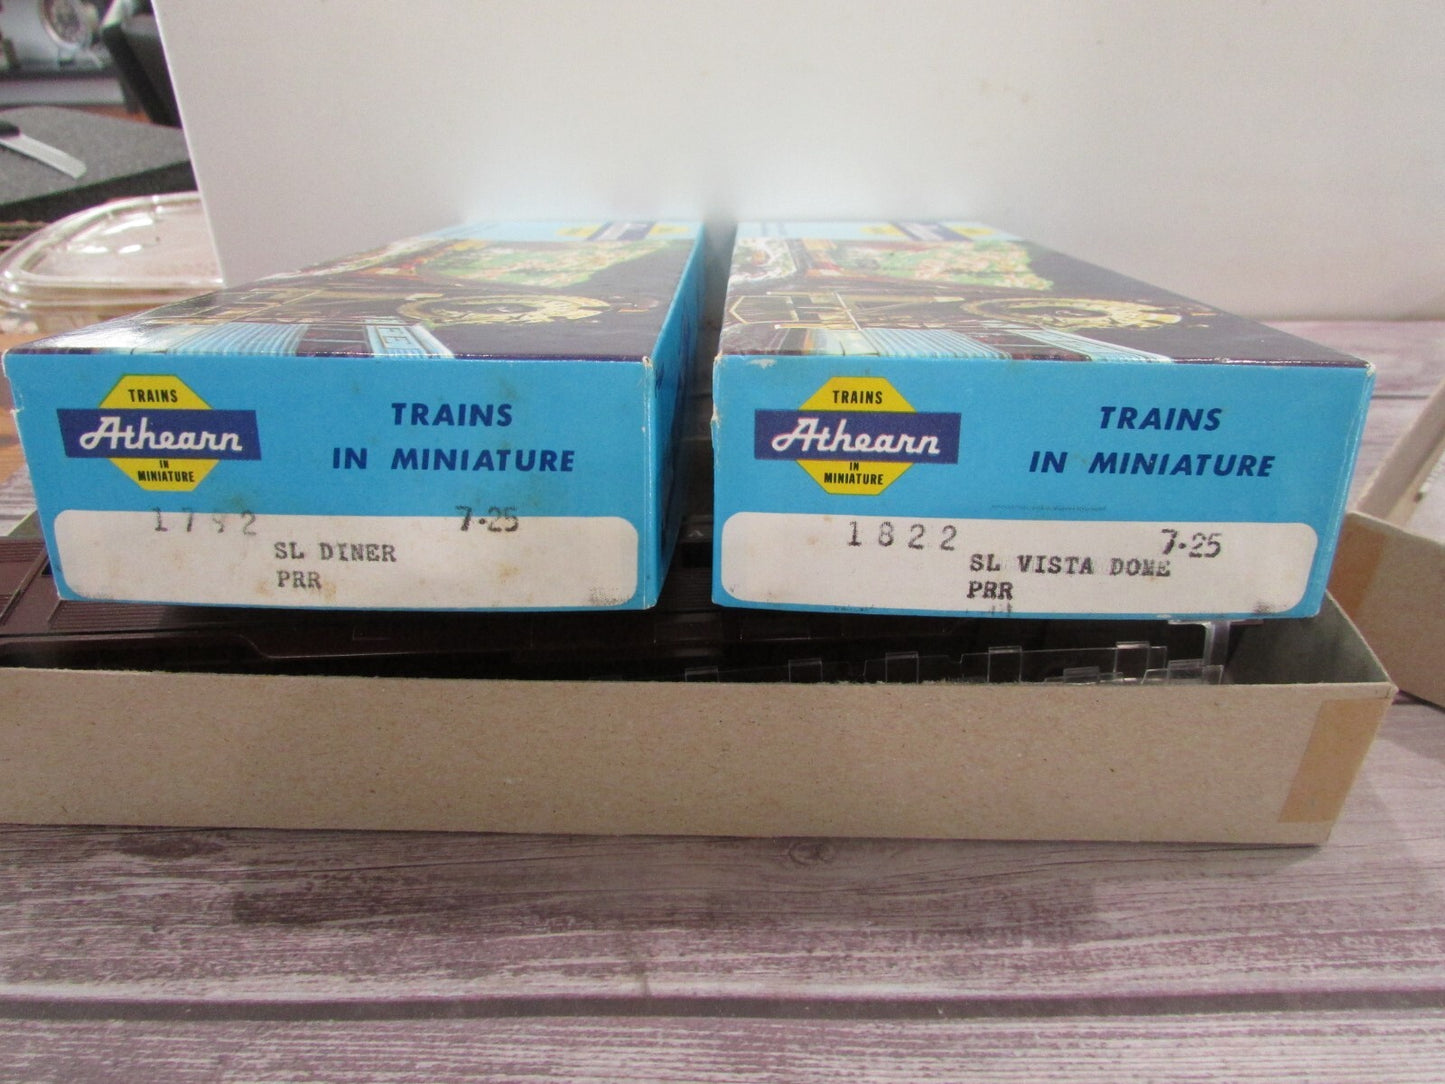 TRAINS
Athearn
IN
MINIATURE
TRAINS
IN MINIATURE
1792 7-25
SL DINER
PRR
TRAINS
Athearn
IN
MINIATURE
TRAINS
IN MINIATURE
1822 7-25
SL VISTA DOME
PRR